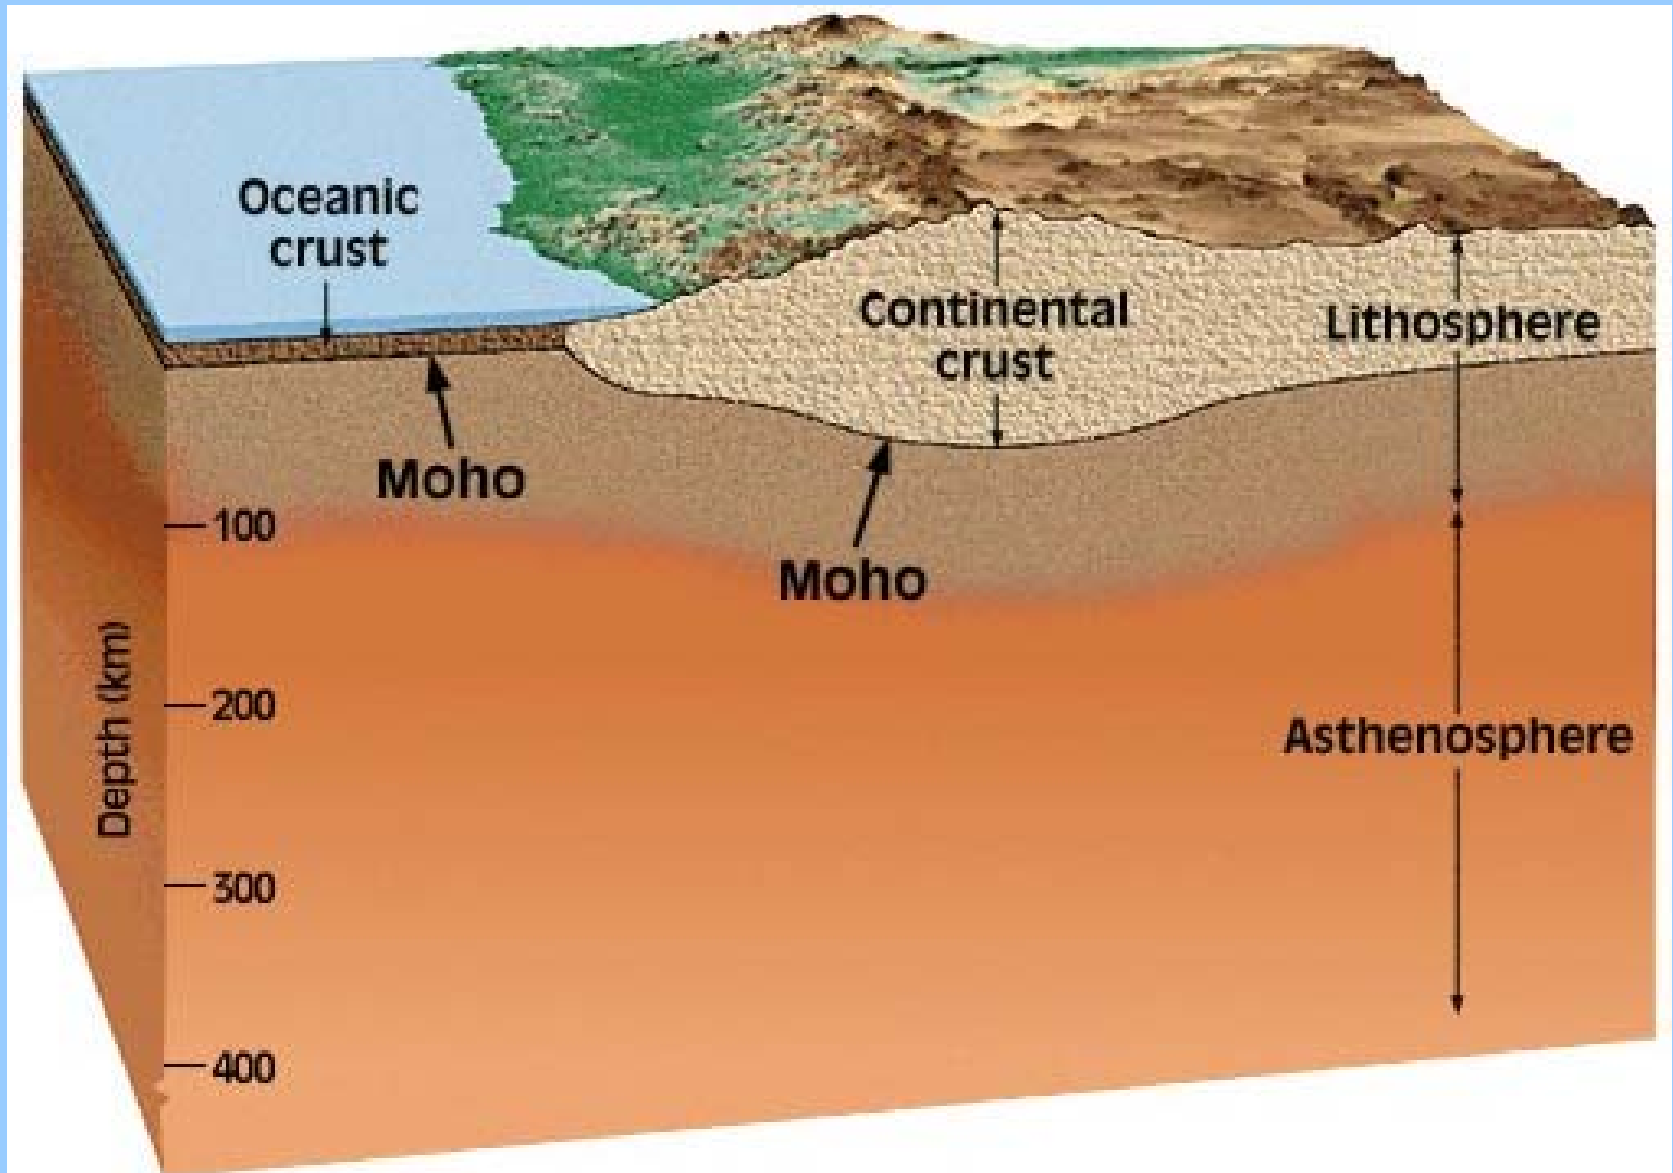 Oceanic
crust
Continental
crust
Lithosphere
Moho
Moho
100
200
300
400
Depth (km)
Asthenosphere